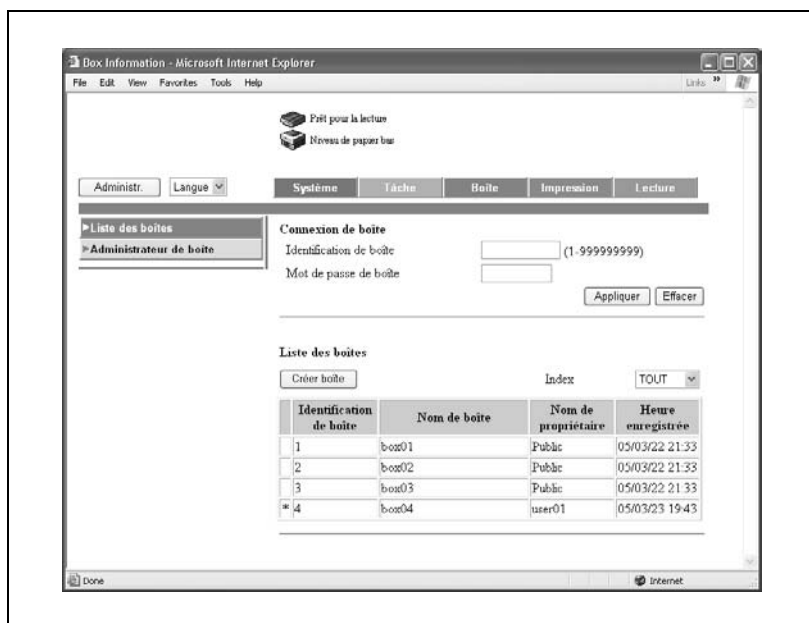 Box Information - Microsoft Internet Explorer
File Edit View Favorites Tools Help Links »
Prêt pour la lecture
Niveau de papier bas
Administr. Langue
Système Tâche Boîte Impression Lecture
Liste des boîtes
Administrateur de boîte
Connexion de boîte
Identification de boîte (1-999999999)
Mot de passe de boîte
Appliquer Effacer
Liste des boîtes
Créer boîte Index TOUT
Identification de boîte Nom de boîte Nom de propriétaire Heure enregistrée
1 box01 Public 05/03/22 21:33
2 box02 Public 05/03/22 21:33
3 box03 Public 05/03/22 21:33
* 4 box04 user01 05/03/23 19:43
Done Internet